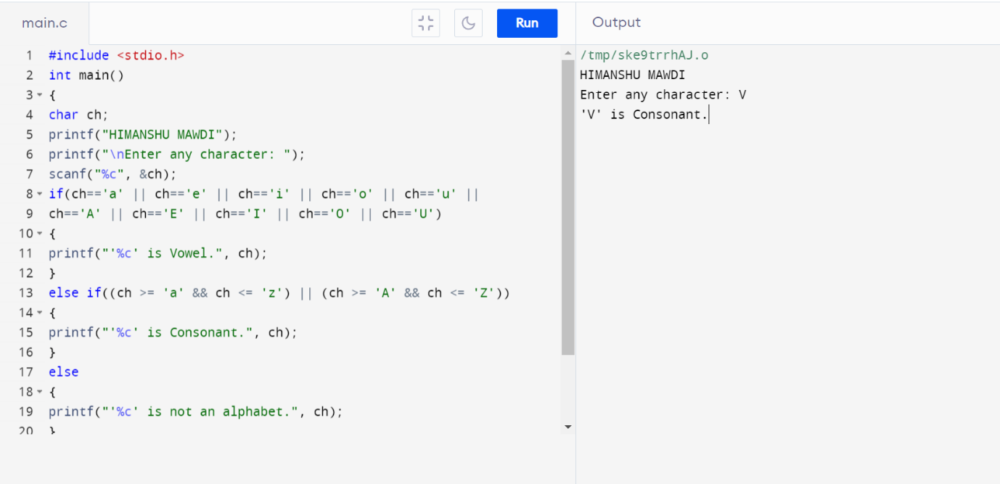 main.c
Run
Output
1 #include <stdio.h>
2 int main()
3 {
4 char ch;
5 printf("HIMANSHU MAWDI");
6 printf("\nEnter any character: ");
7 scanf("%c", &ch);
8 if(ch=='a' || ch=='e' || ch=='i' || ch=='o' || ch=='u' ||
9 ch=='A' || ch=='E' || ch=='I' || ch=='O' || ch=='U')
10 {
11 printf("'%c' is Vowel.", ch);
12 }
13 else if((ch >= 'a' && ch <= 'z') || (ch >= 'A' && ch <= 'Z'))
14 {
15 printf("'%c' is Consonant.", ch);
16 }
17 else
18 {
19 printf("'%c' is not an alphabet.", ch);
20 }
/tmp/ske9trrhAJ.o
HIMANSHU MAWDI
Enter any character: V
'V' is Consonant.